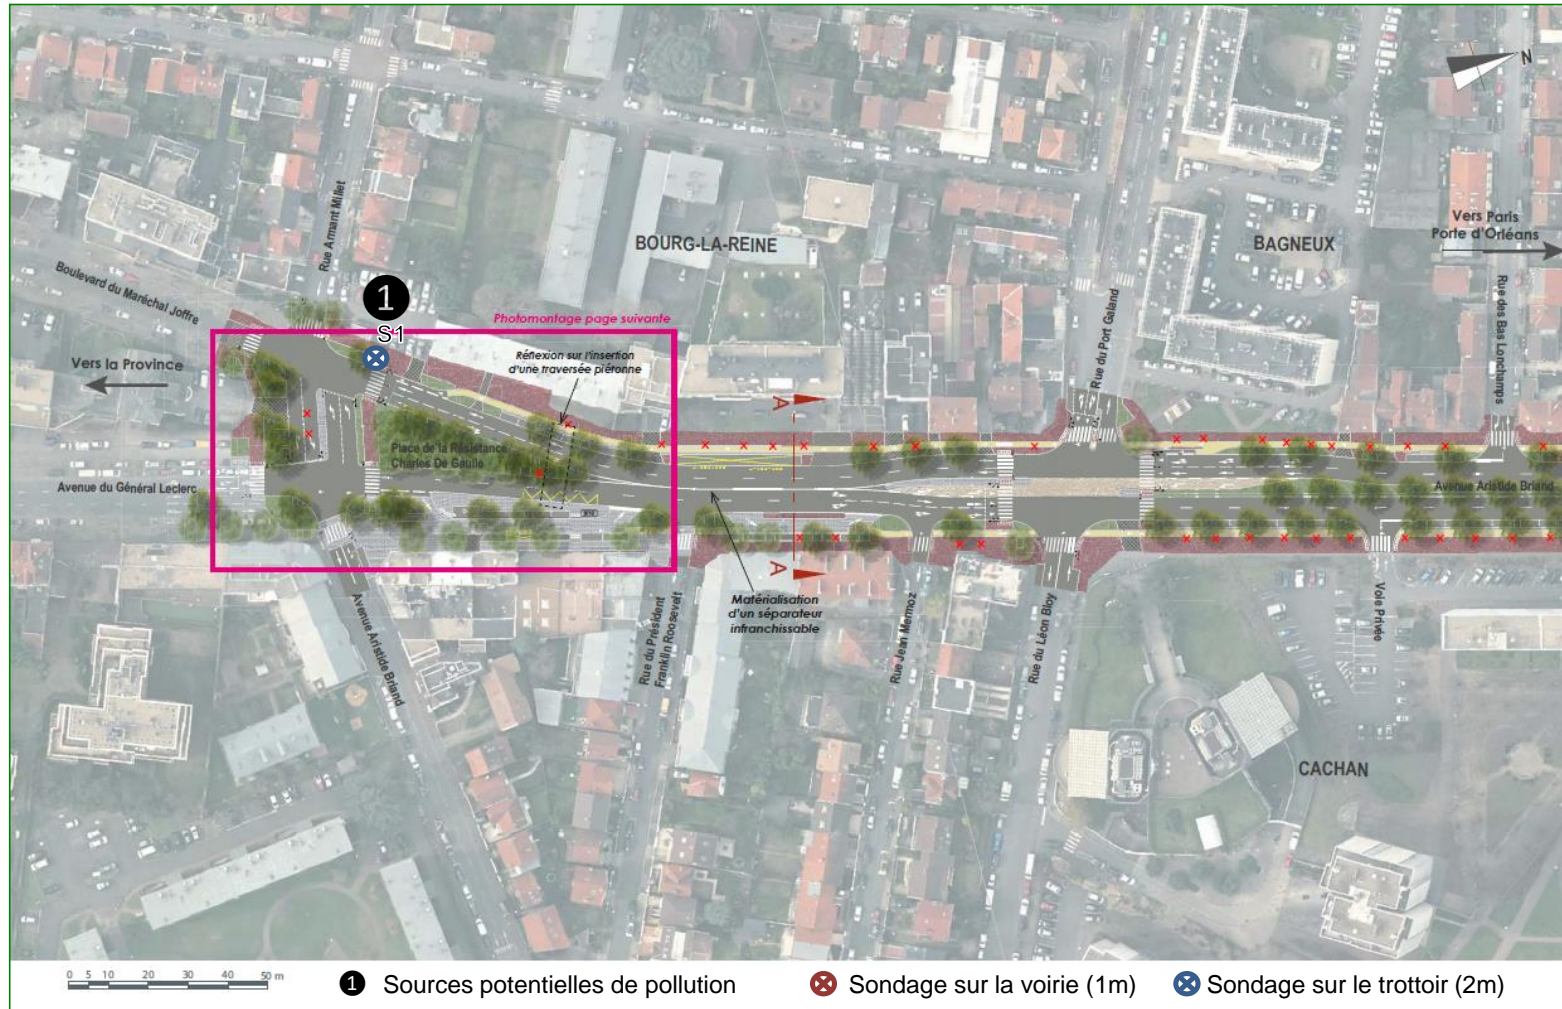 N
Vers Paris
Porte d'Orléans
BOURG-LA-REINE
BAGNEUX
Rue Armant Millet
Boulevard du Maréchal Joffre
1
S1
Photomontage page suivante
Réflexion sur l'insertion
d'une traversée piétonne
Rue du Port Galand
Rue des Bas Lonchamps
Vers la Province
A
Place de la Résistance
Charles De Gaulle
Avenue du Général Leclerc
Avenue Aristide Briand
A
Matérialisation
d'un séparateur
infranchissable
Avenue Aristide Briand
Rue du Président
Franklin Roosevelt
Rue Jean Mermoz
Rue du Léon Bloy
Voie Privée
CACHAN
0 5 10 20 30 40 50 m
1 Sources potentielles de pollution
Sondage sur la voirie (1m)
Sondage sur le trottoir (2m)